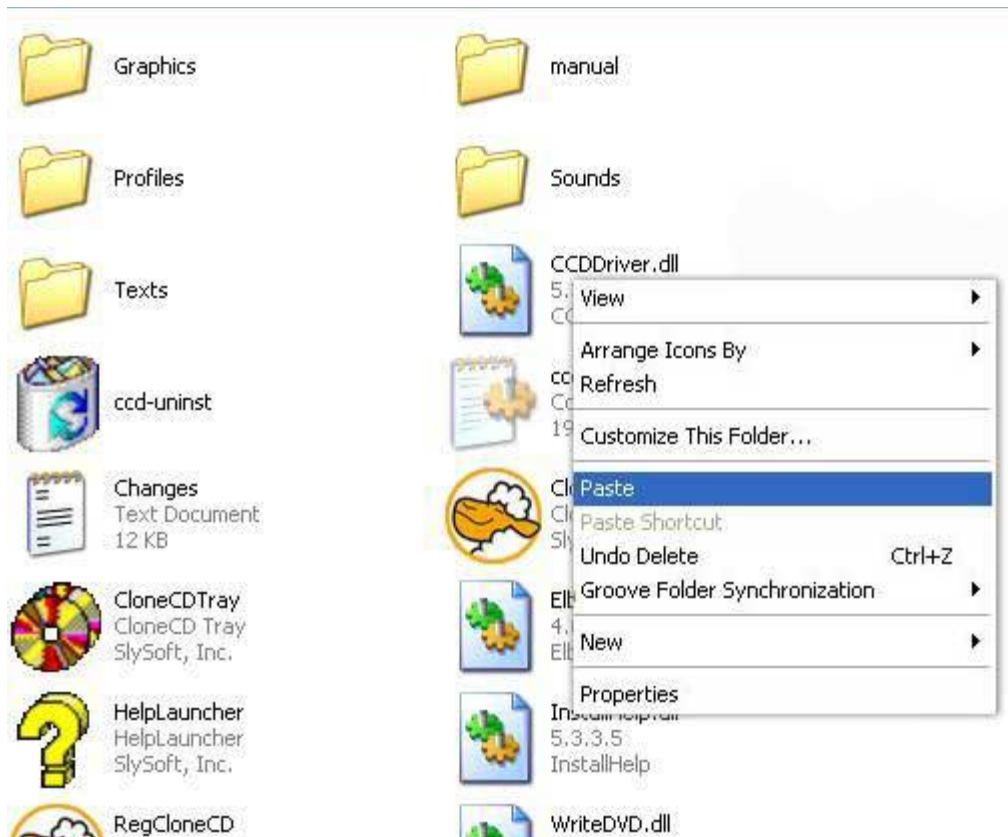 Graphics
manual
Profiles
Sounds
Texts
CCDDriver.dll
5.
ccd-uninst
Changes
Text Document
12 KB
CloneCDTray
CloneCD Tray
SlySoft, Inc.
HelpLauncher
HelpLauncher
SlySoft, Inc.
5.3.3.5
InstallHelp
RegCloneCD
WriteDVD.dll
View
Arrange Icons By
Refresh
Customize This Folder...
Paste
Paste Shortcut
Undo Delete Ctrl+Z
Groove Folder Synchronization
New
Properties